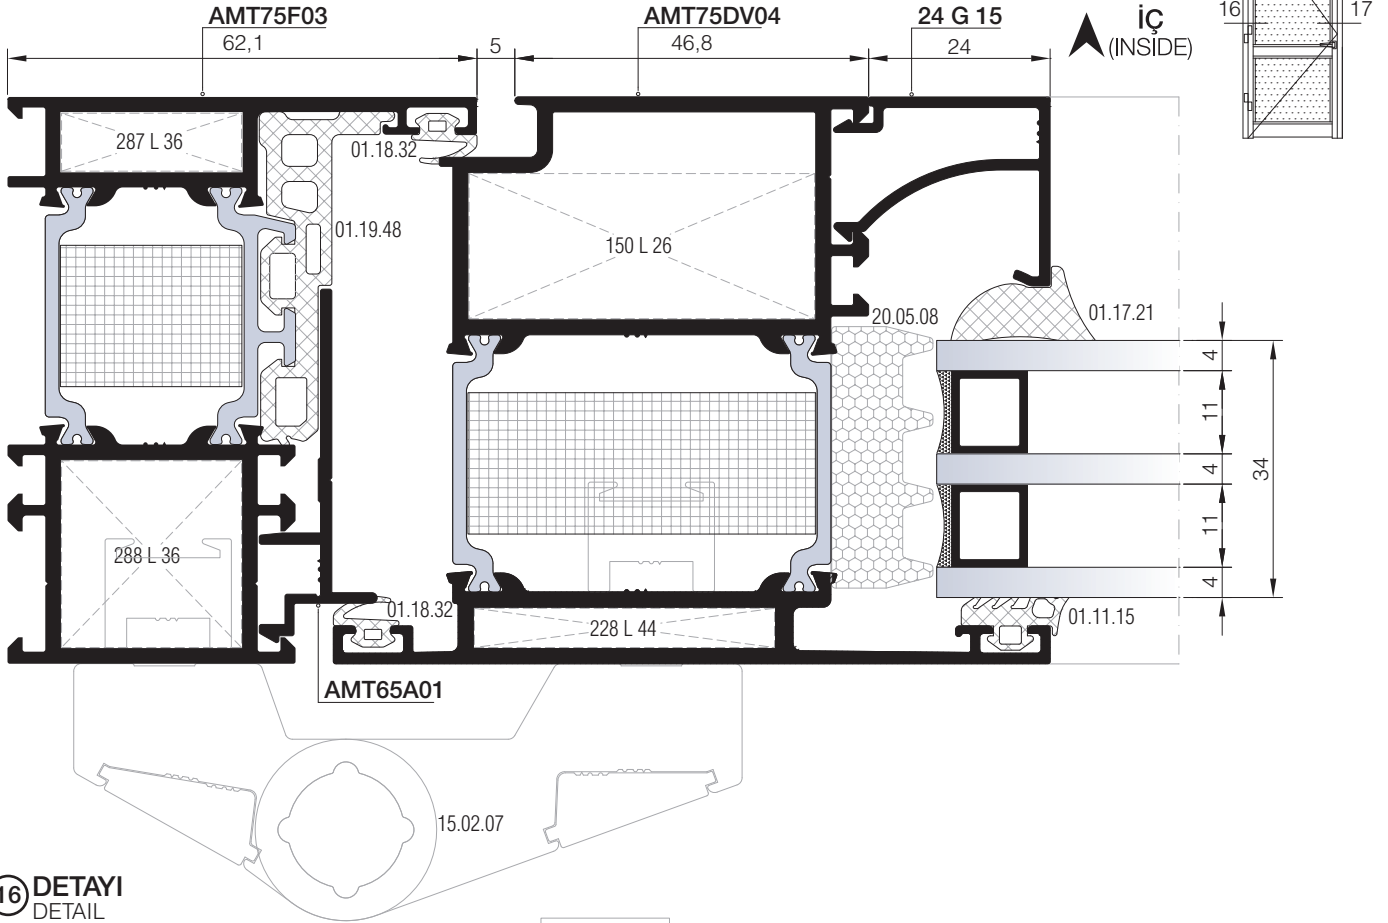 AMT75F03
AMT75DV04
24 G 15
İÇ
(INSIDE)
16
17
62,1
5
46,8
24
287 L 36
01.18.32
01.19.48
150 L 26
20.05.08
01.17.21
4
11
4
11
4
34
288 L 36
01.18.32
228 L 44
01.11.15
AMT65A01
15.02.07
16 DETAYI
DETAIL